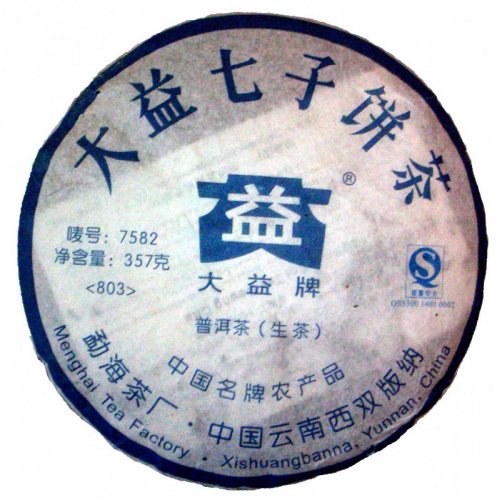 大益七子饼茶
益
®
唛号：7582
净含量：357克
<803>
大益牌
普洱茶（生茶）
中国名牌农产品
勐海茶厂·中国云南西双版纳
Menghai Tea Factory · Xishuangbanna, Yunnan, China